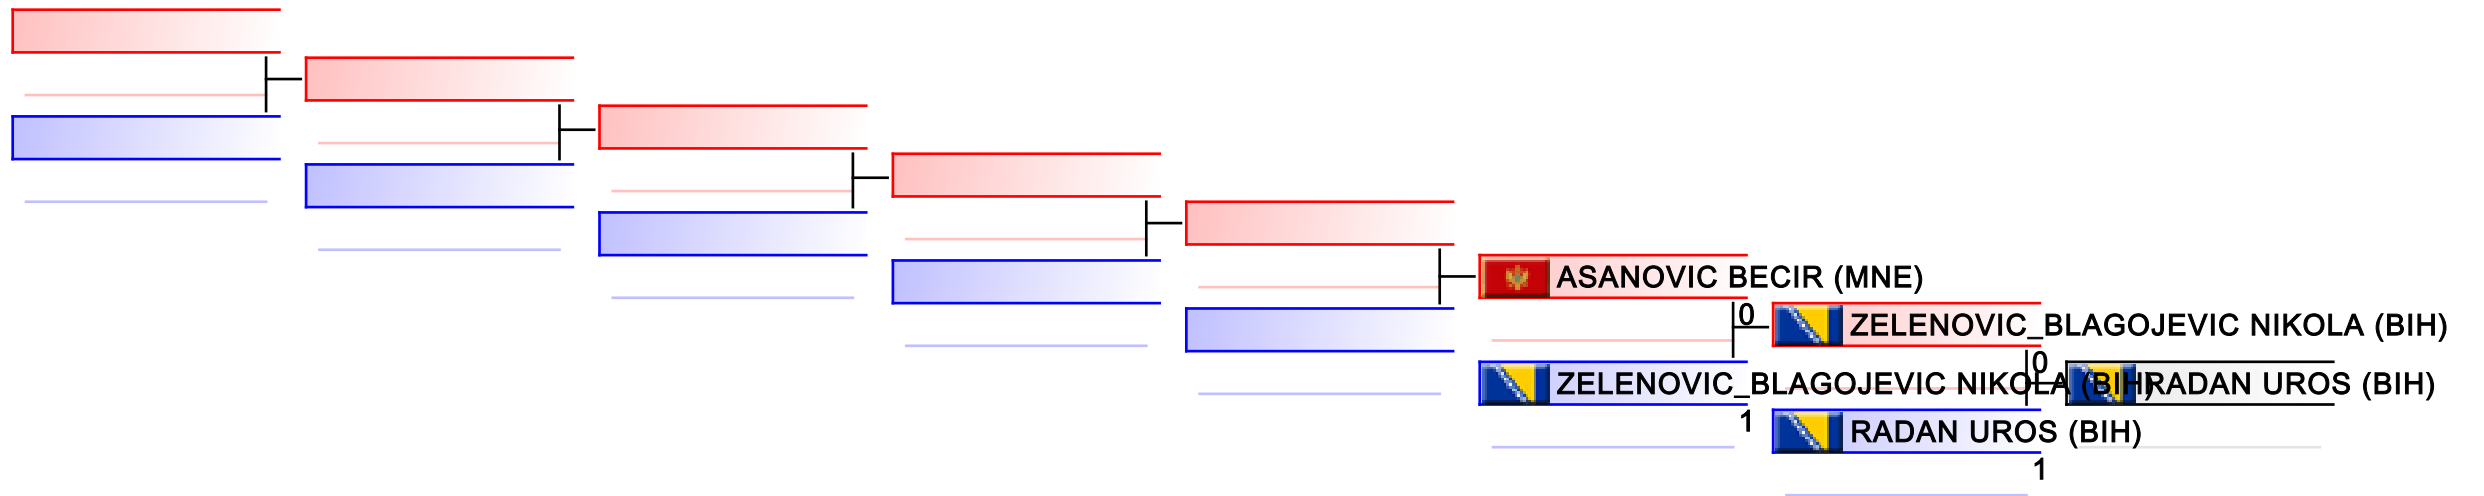 ASANOVIC BECIR (MNE)
0
ZELENOVIC_BLAGOJEVIC NIKOLA (BIH)
0
ZELENOVIC_BLAGOJEVIC NIKOLA (BIH)
RADAN UROS (BIH)
1
RADAN UROS (BIH)
1